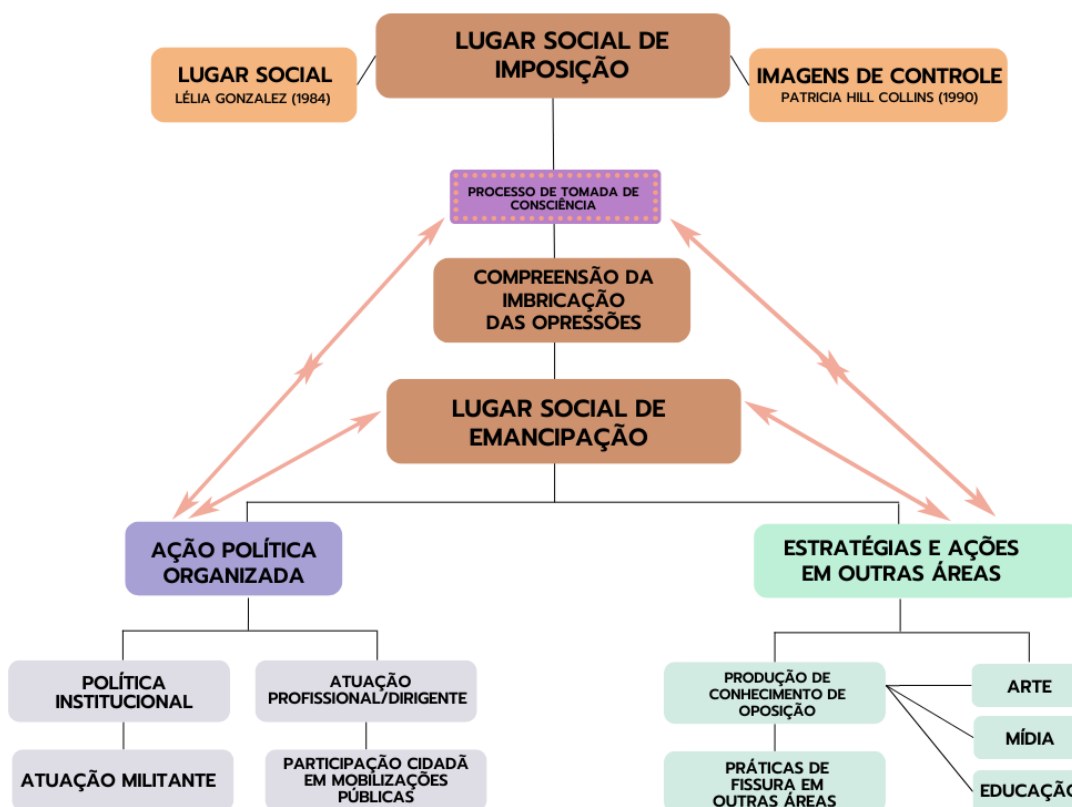 LUGAR SOCIAL DE
IMPOSIÇÃO
LUGAR SOCIAL
LÉLIA GONZALEZ (1984)
IMAGENS DE CONTROLE
PATRICIA HILL COLLINS (1990)
PROCESSO DE TOMADA DE
CONSCIÊNCIA
COMPREENSÃO DA
IMBRICAÇÃO
DAS OPRESSÕES
LUGAR SOCIAL DE
EMANCIPAÇÃO
AÇÃO POLÍTICA
ORGANIZADA
ESTRATÉGIAS E AÇÕES
EM OUTRAS ÁREAS
POLÍTICA
INSTITUCIONAL
ATUAÇÃO
PROFISSIONAL/DIRIGENTE
ATUAÇÃO MILITANTE
PARTICIPAÇÃO CIDADÃ
EM MOBILIZAÇÕES
PÚBLICAS
PRODUÇÃO DE
CONHECIMENTO DE
OPOSIÇÃO
PRÁTICAS DE
FISSURA EM
OUTRAS ÁREAS
ARTE
MÍDIA
EDUCAÇÃO